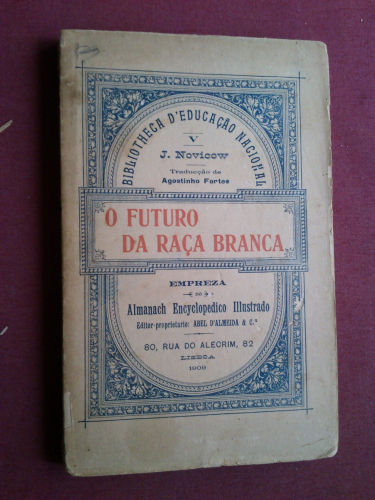 BIBLIOTHECA D'EDUCAÇÃO NACIONAL
V
J. Novicow
Traducção de
Agostinho Fortes
O FUTURO
DA RAÇA BRANCA
EMPREZA
DO
Almanach Encyclopedico Illustrado
Editor-proprietario: ABEL D'ALMEIDA & C.ª
80, RUA DO ALECRIM, 82
LISBOA
1909